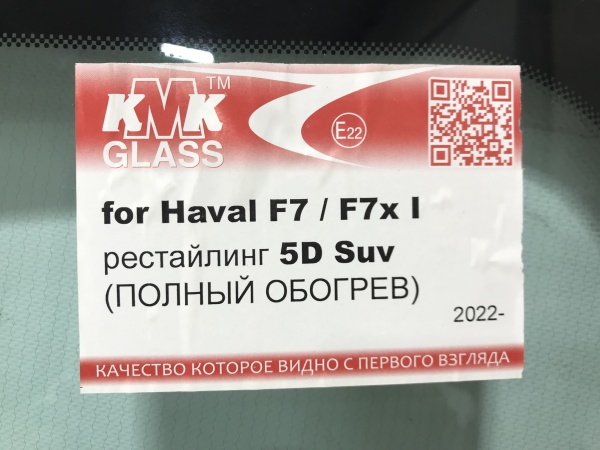 KMK™
GLASS
E22
for Haval F7 / F7x I
рестайлинг 5D Suv
(ПОЛНЫЙ ОБОГРЕВ)
2022-
КАЧЕСТВО КОТОРОЕ ВИДНО С ПЕРВОГО ВЗГЛЯДА